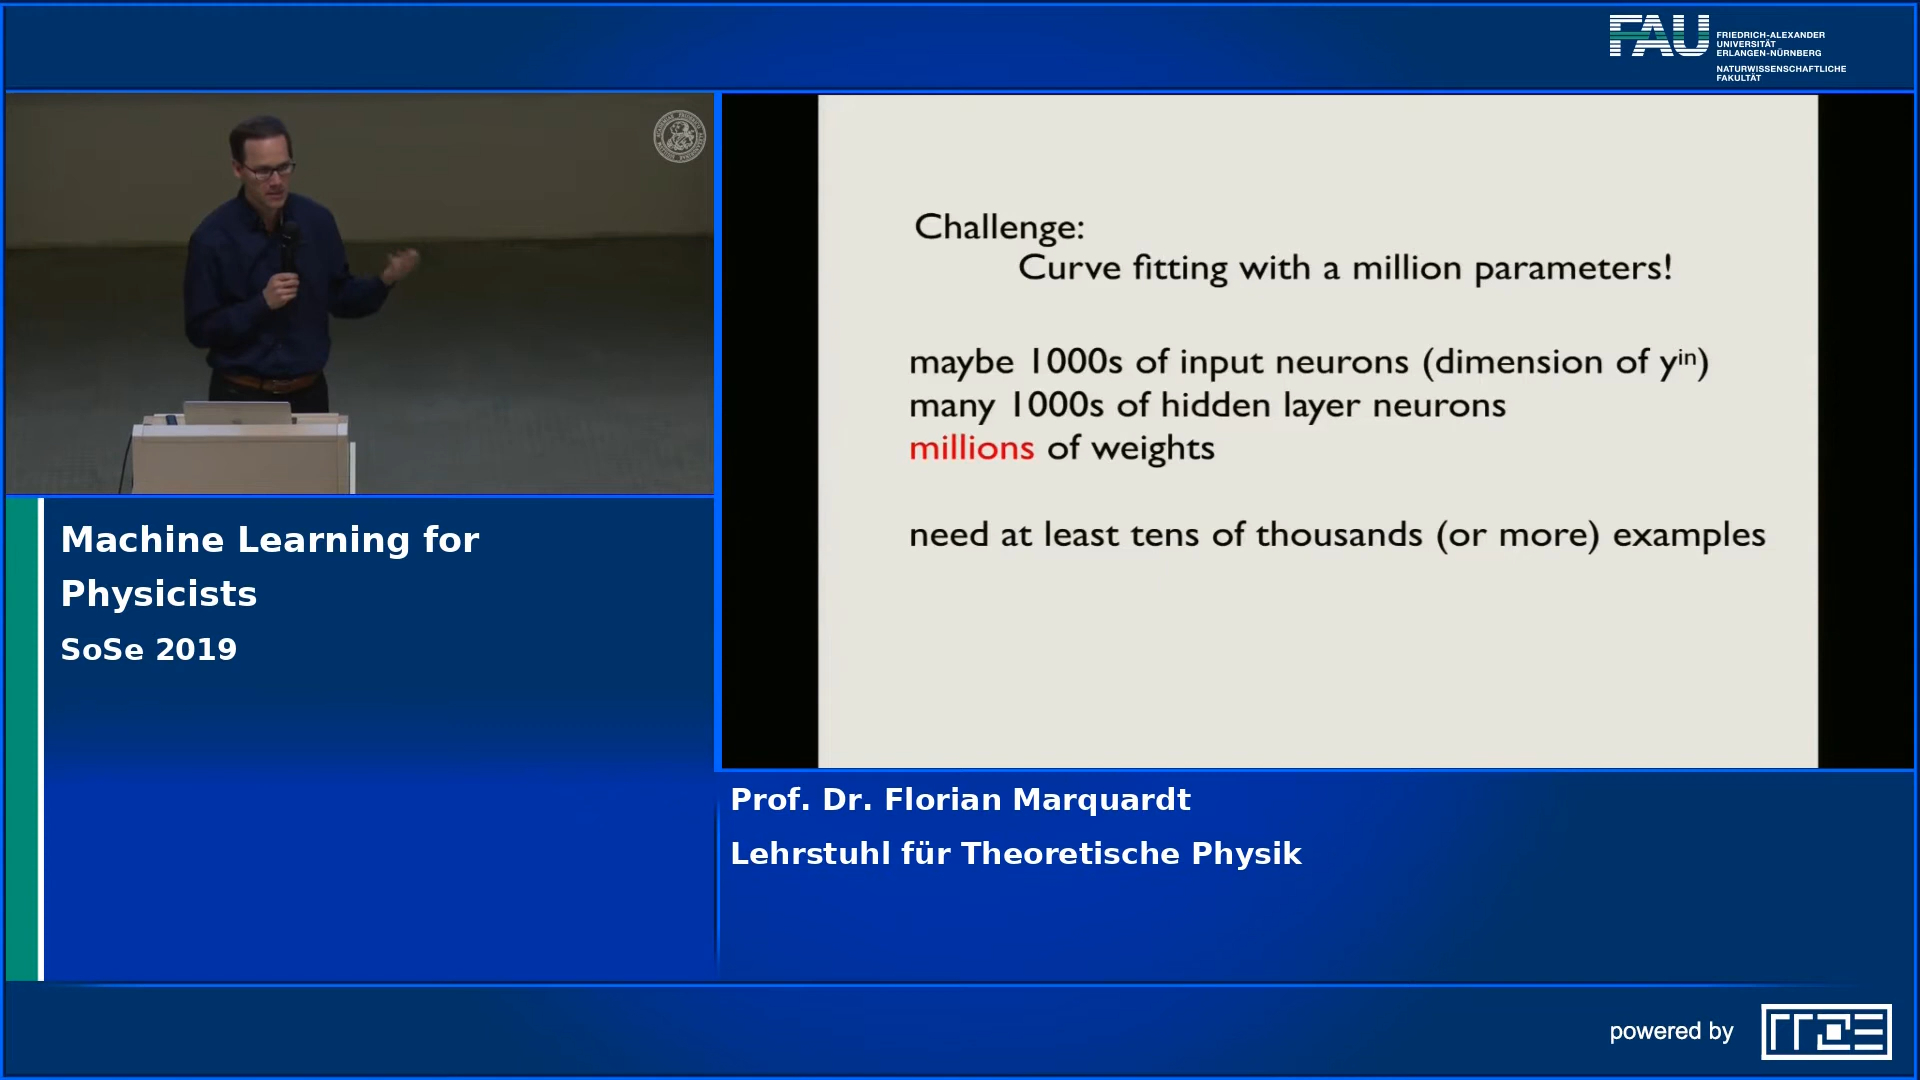 FAU
FRIEDRICH-ALEXANDER
UNIVERSITÄT
ERLANGEN-NÜRNBERG
NATURWISSENSCHAFTLICHE
FAKULTÄT
Challenge:
Curve fitting with a million parameters!
maybe 1000s of input neurons (dimension of yⁱⁿ)
many 1000s of hidden layer neurons
millions of weights
need at least tens of thousands (or more) examples
Machine Learning for
Physicists
SoSe 2019
Prof. Dr. Florian Marquardt
Lehrstuhl für Theoretische Physik
powered by
rrze